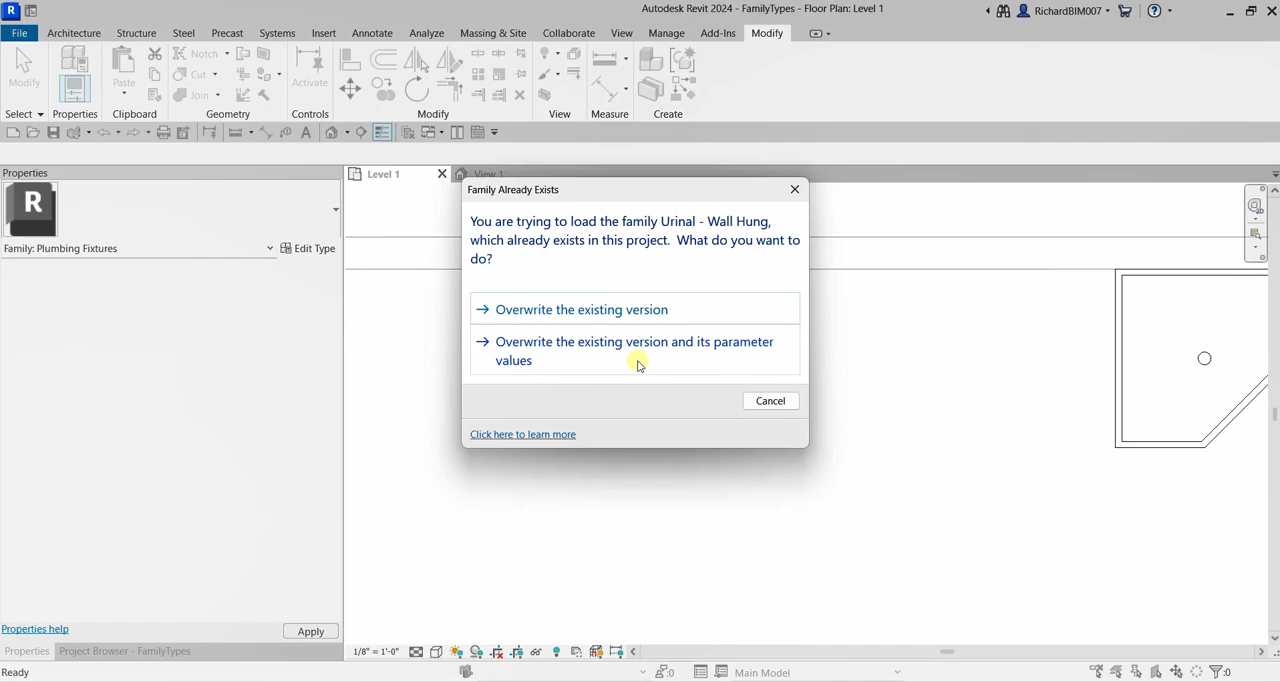 Autodesk Revit 2024 - FamilyTypes - Floor Plan: Level 1
RichardBIM007
File Architecture Structure Steel Precast Systems Insert Annotate Analyze Massing & Site Collaborate View Manage Add-Ins Modify
Modify
Paste
Notch
Cut
Join
Activate
Select Properties Clipboard Geometry Controls Modify View Measure Create
Properties
Level 1
View 1
R
Family: Plumbing Fixtures
Edit Type
Family Already Exists
You are trying to load the family Urinal - Wall Hung,
which already exists in this project. What do you want to
do?
Overwrite the existing version
Overwrite the existing version and its parameter
values
Cancel
Click here to learn more
Properties help
Apply
Properties
Project Browser - FamilyTypes
1/8" = 1'-0"
Ready
:0
Main Model
:0